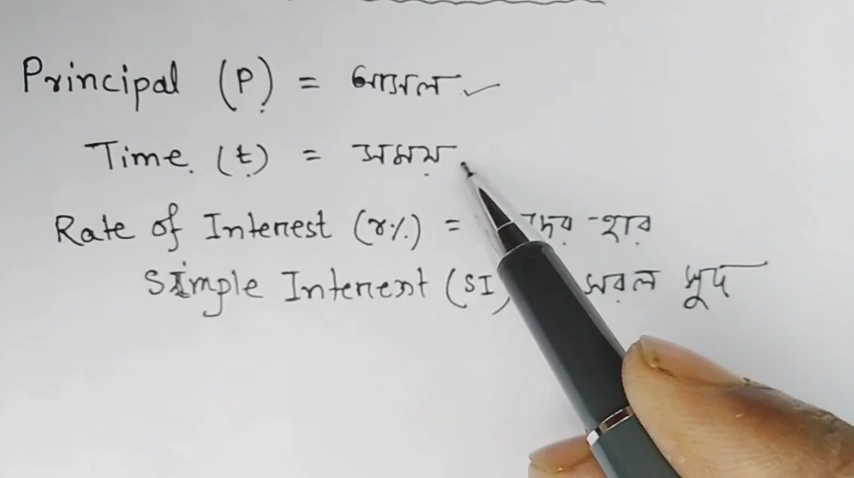 Principal (P) = আসল ✓
Time (t) = সময়
Rate of Interest (r%) = দের -হার
Simple Interest (SI) সরল সুদ